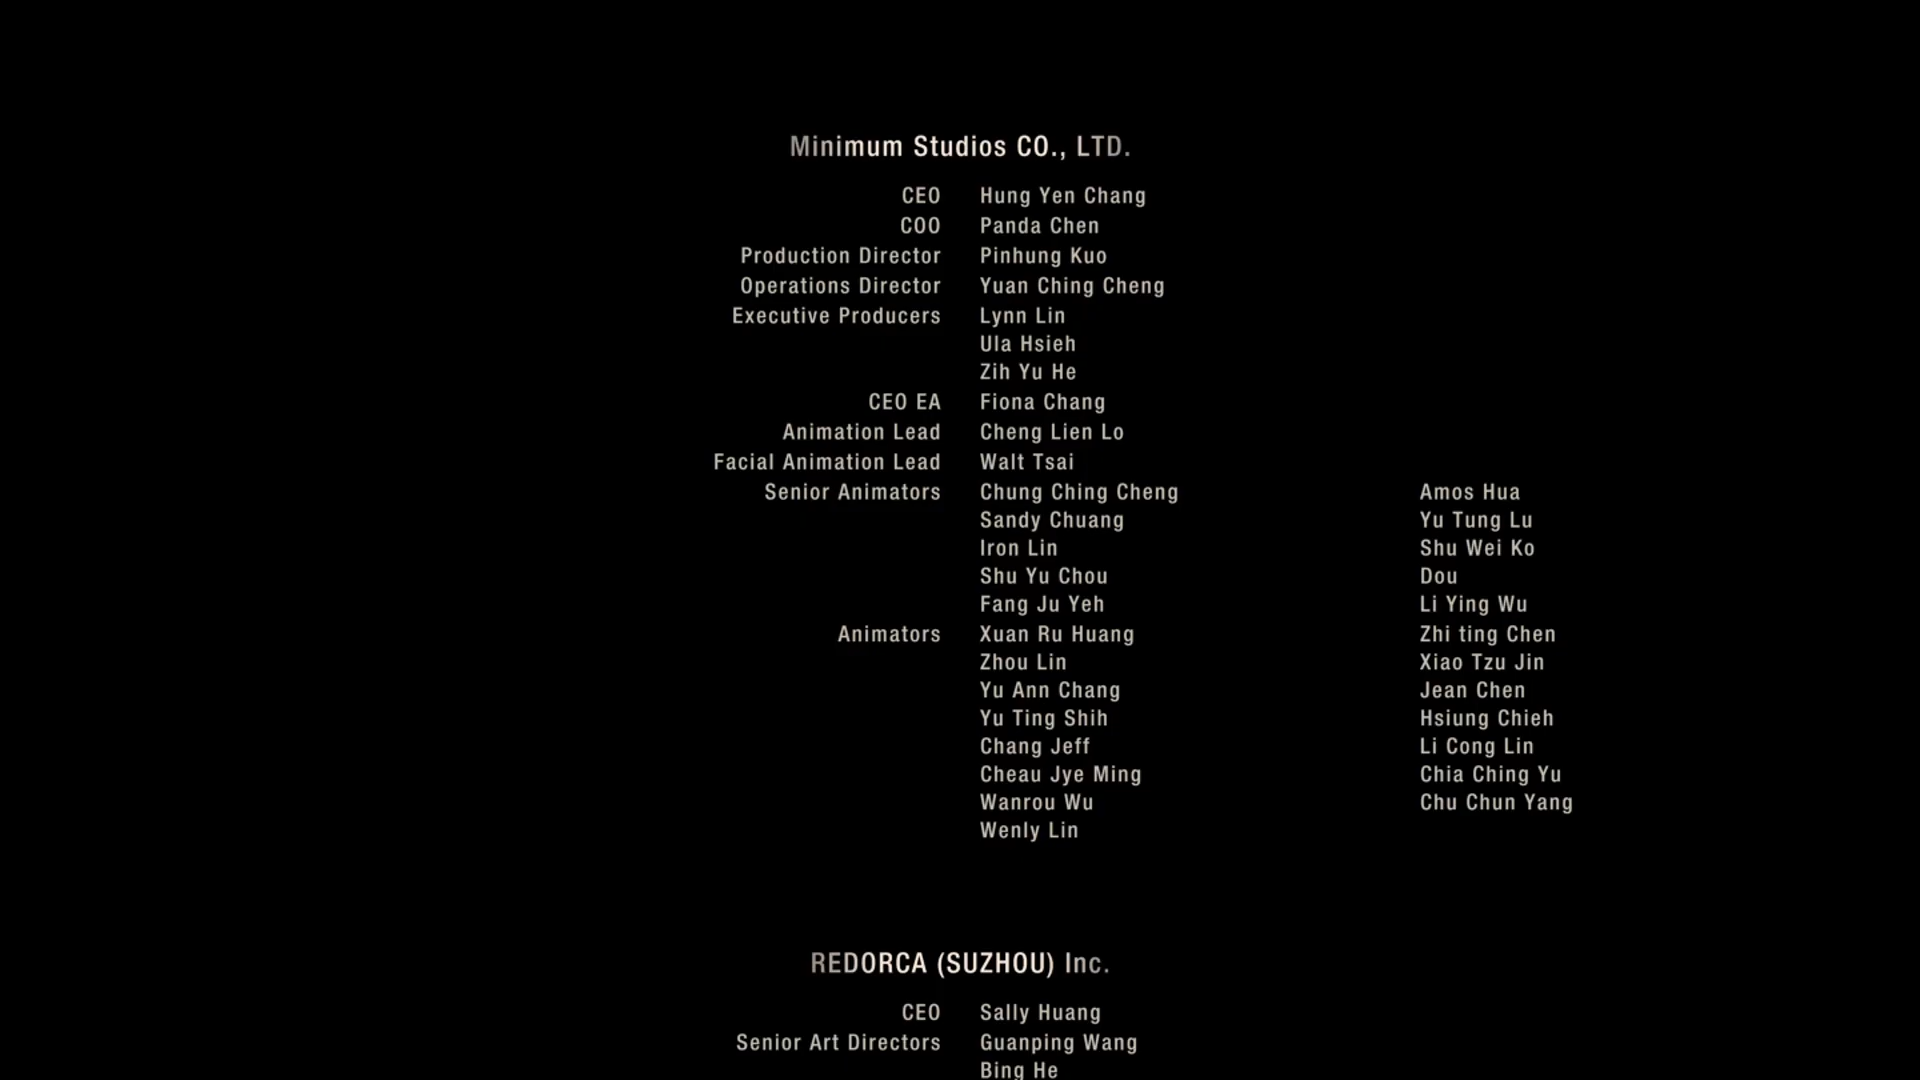 Minimum Studios CO., LTD.
CEO Hung Yen Chang
COO Panda Chen
Production Director Pinhung Kuo
Operations Director Yuan Ching Cheng
Executive Producers Lynn Lin
Ula Hsieh
Zih Yu He
CEO EA Fiona Chang
Animation Lead Cheng Lien Lo
Facial Animation Lead Walt Tsai
Senior Animators Chung Ching Cheng Amos Hua
Sandy Chuang Yu Tung Lu
Iron Lin Shu Wei Ko
Shu Yu Chou Dou
Fang Ju Yeh Li Ying Wu
Animators Xuan Ru Huang Zhi ting Chen
Zhou Lin Xiao Tzu Jin
Yu Ann Chang Jean Chen
Yu Ting Shih Hsiung Chieh
Chang Jeff Li Cong Lin
Cheau Jye Ming Chia Ching Yu
Wanrou Wu Chu Chun Yang
Wenly Lin
REDORCA (SUZHOU) Inc.
CEO Sally Huang
Senior Art Directors Guanping Wang
Bing He